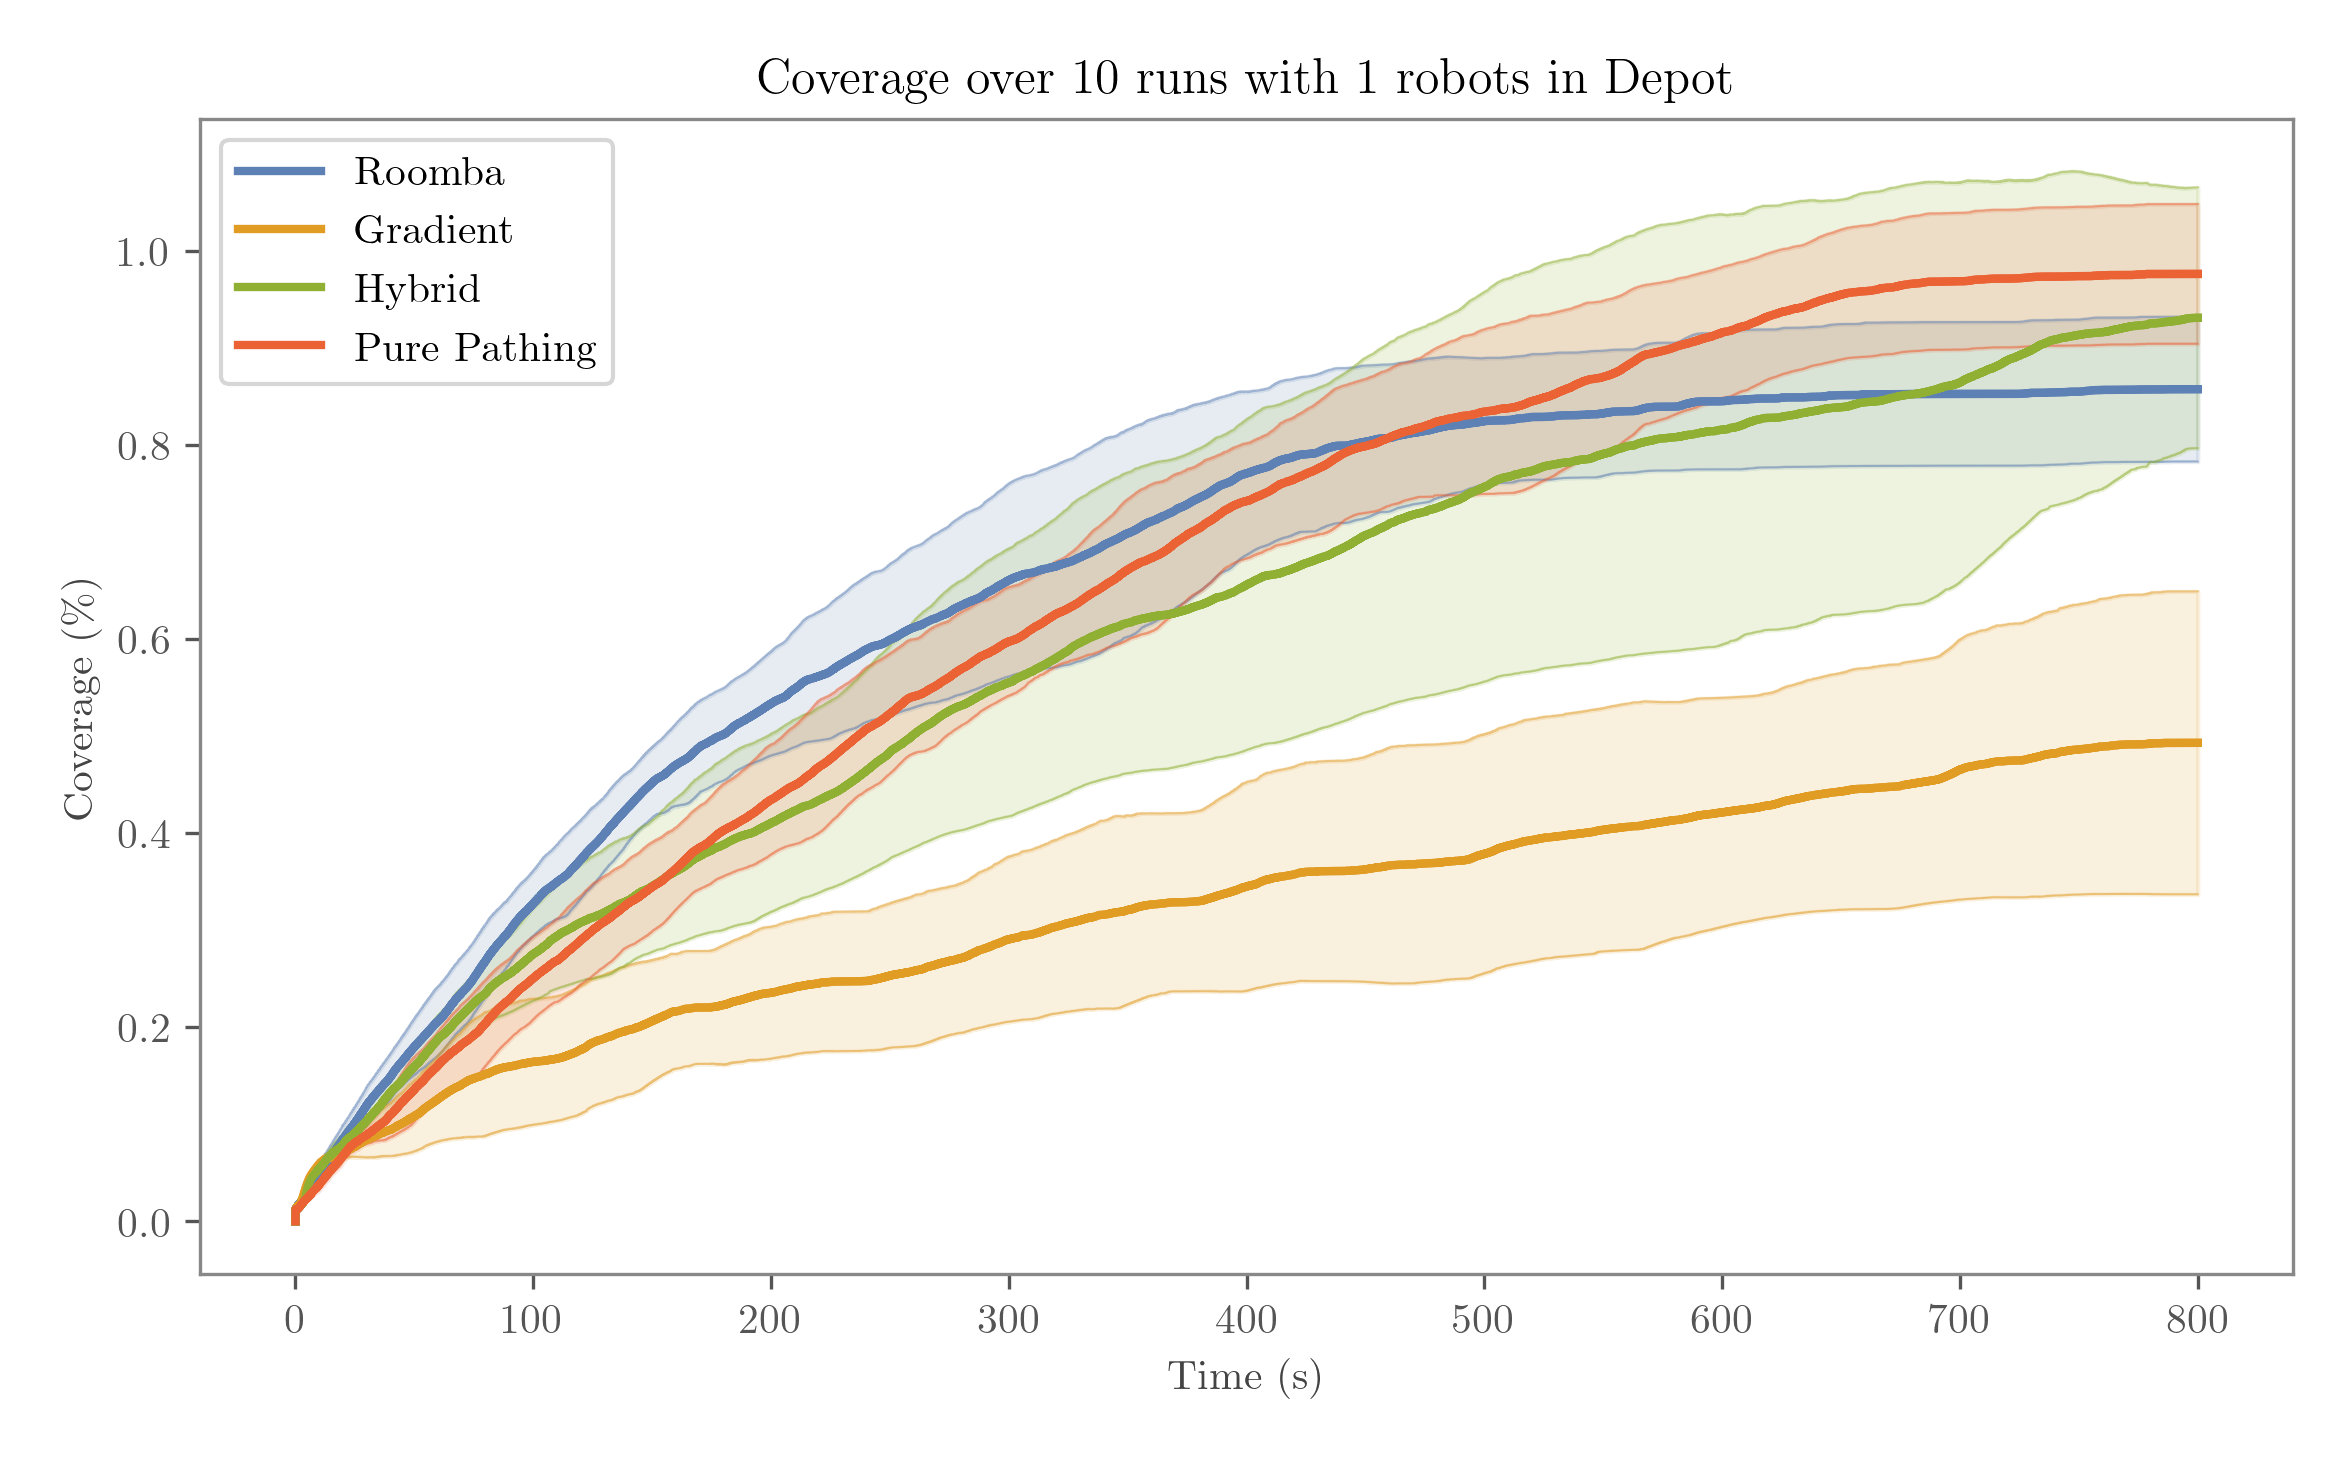 Coverage over 10 runs with 1 robots in Depot
Roomba
Gradient
Hybrid
Pure Pathing
Coverage (%)
1.0
0.8
0.6
0.4
0.2
0.0
0 100 200 300 400 500 600 700 800
Time (s)